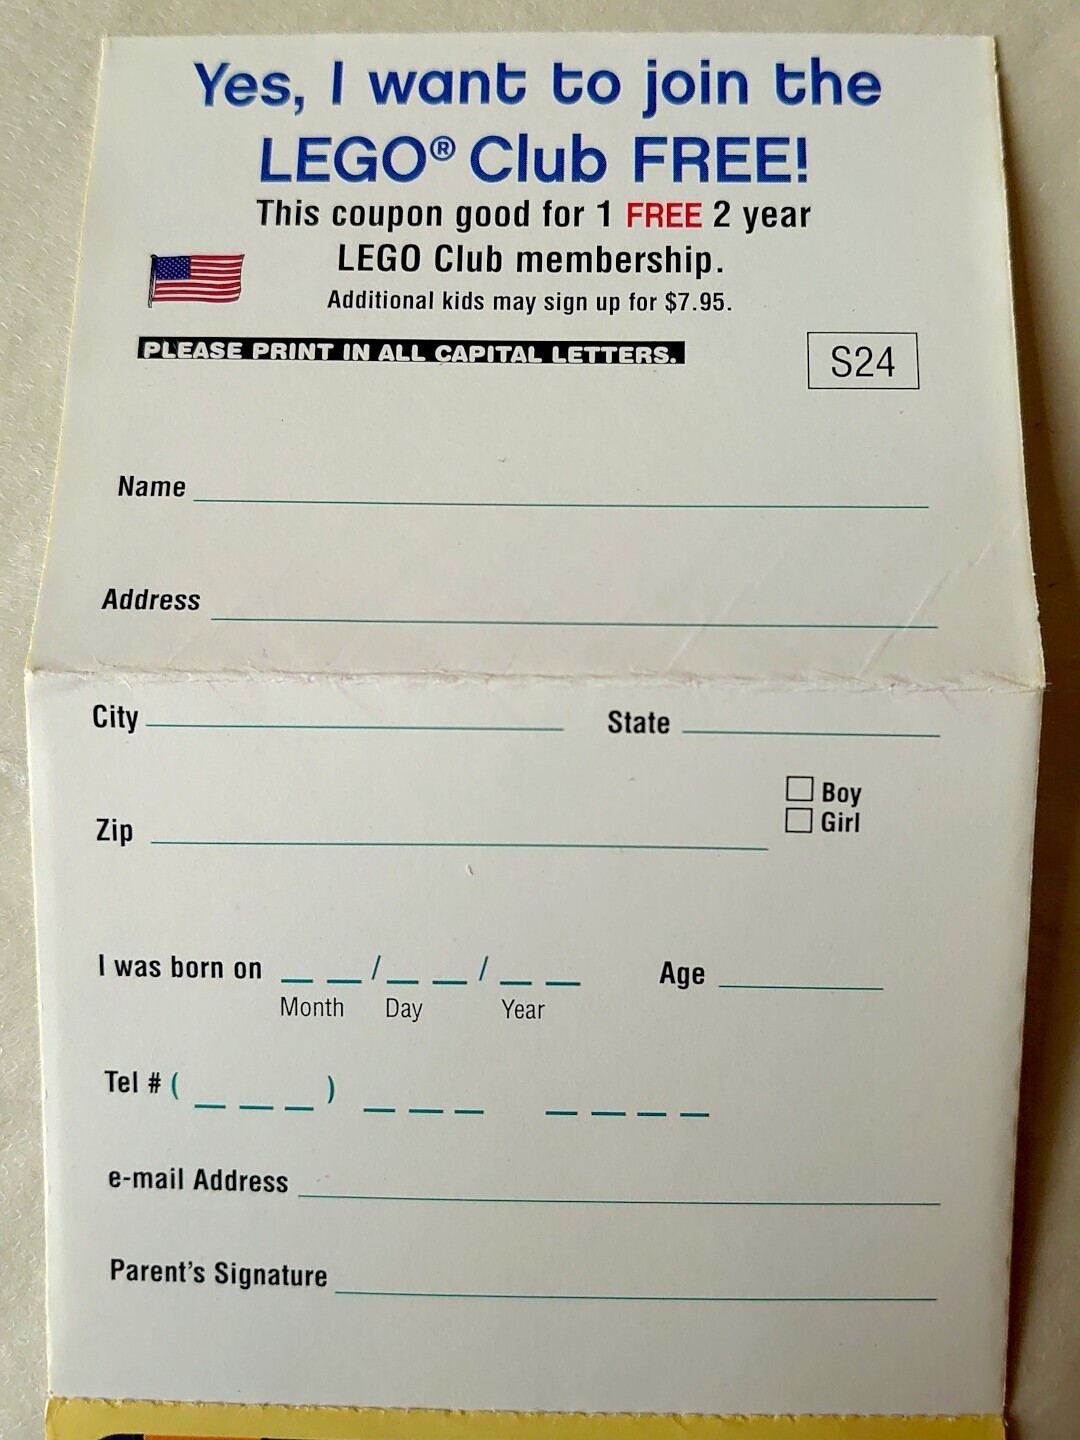 Yes, I want to join the
LEGO® Club FREE!
This coupon good for 1 FREE 2 year
LEGO Club membership.
Additional kids may sign up for $7.95.
PLEASE PRINT IN ALL CAPITAL LETTERS.
S24
Name
Address
City State
Boy
Girl
Zip
I was born on / / Age
Month Day Year
Tel # ( )
e-mail Address
Parent's Signature